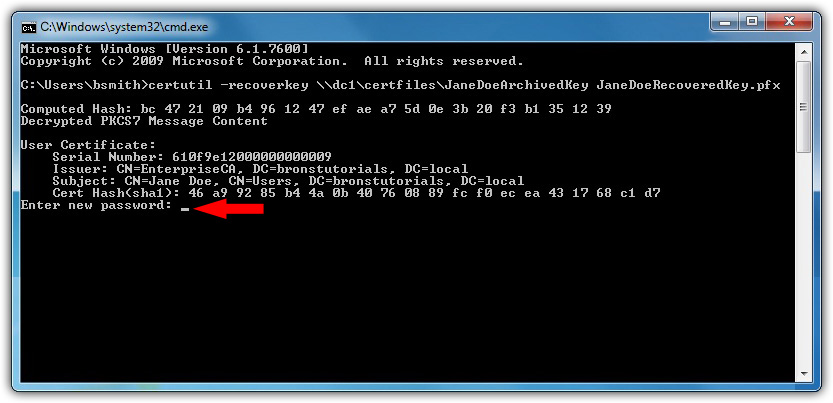 C:\Windows\system32\cmd.exe
Microsoft Windows [Version 6.1.7600]
Copyright (c) 2009 Microsoft Corporation.  All rights reserved.
C:\Users\bsmith>certutil -recoverkey \\dc1\certfiles\JaneDoeArchivedKey JaneDoeRecoveredKey.pfx
Computed Hash: bc 47 21 09 b4 96 12 47 ef ae a7 5d 0e 3b 20 f3 b1 35 12 39
Decrypted PKCS7 Message Content
User Certificate:
    Serial Number: 610f9e12000000000009
    Issuer: CN=EnterpriseCA, DC=bronstutorials, DC=local
    Subject: CN=Jane Doe, CN=Users, DC=bronstutorials, DC=local
    Cert Hash(sha1): 46 a9 92 85 b4 4a 0b 40 76 08 89 fc f0 ec ea 43 17 68 c1 d7
Enter new password: _